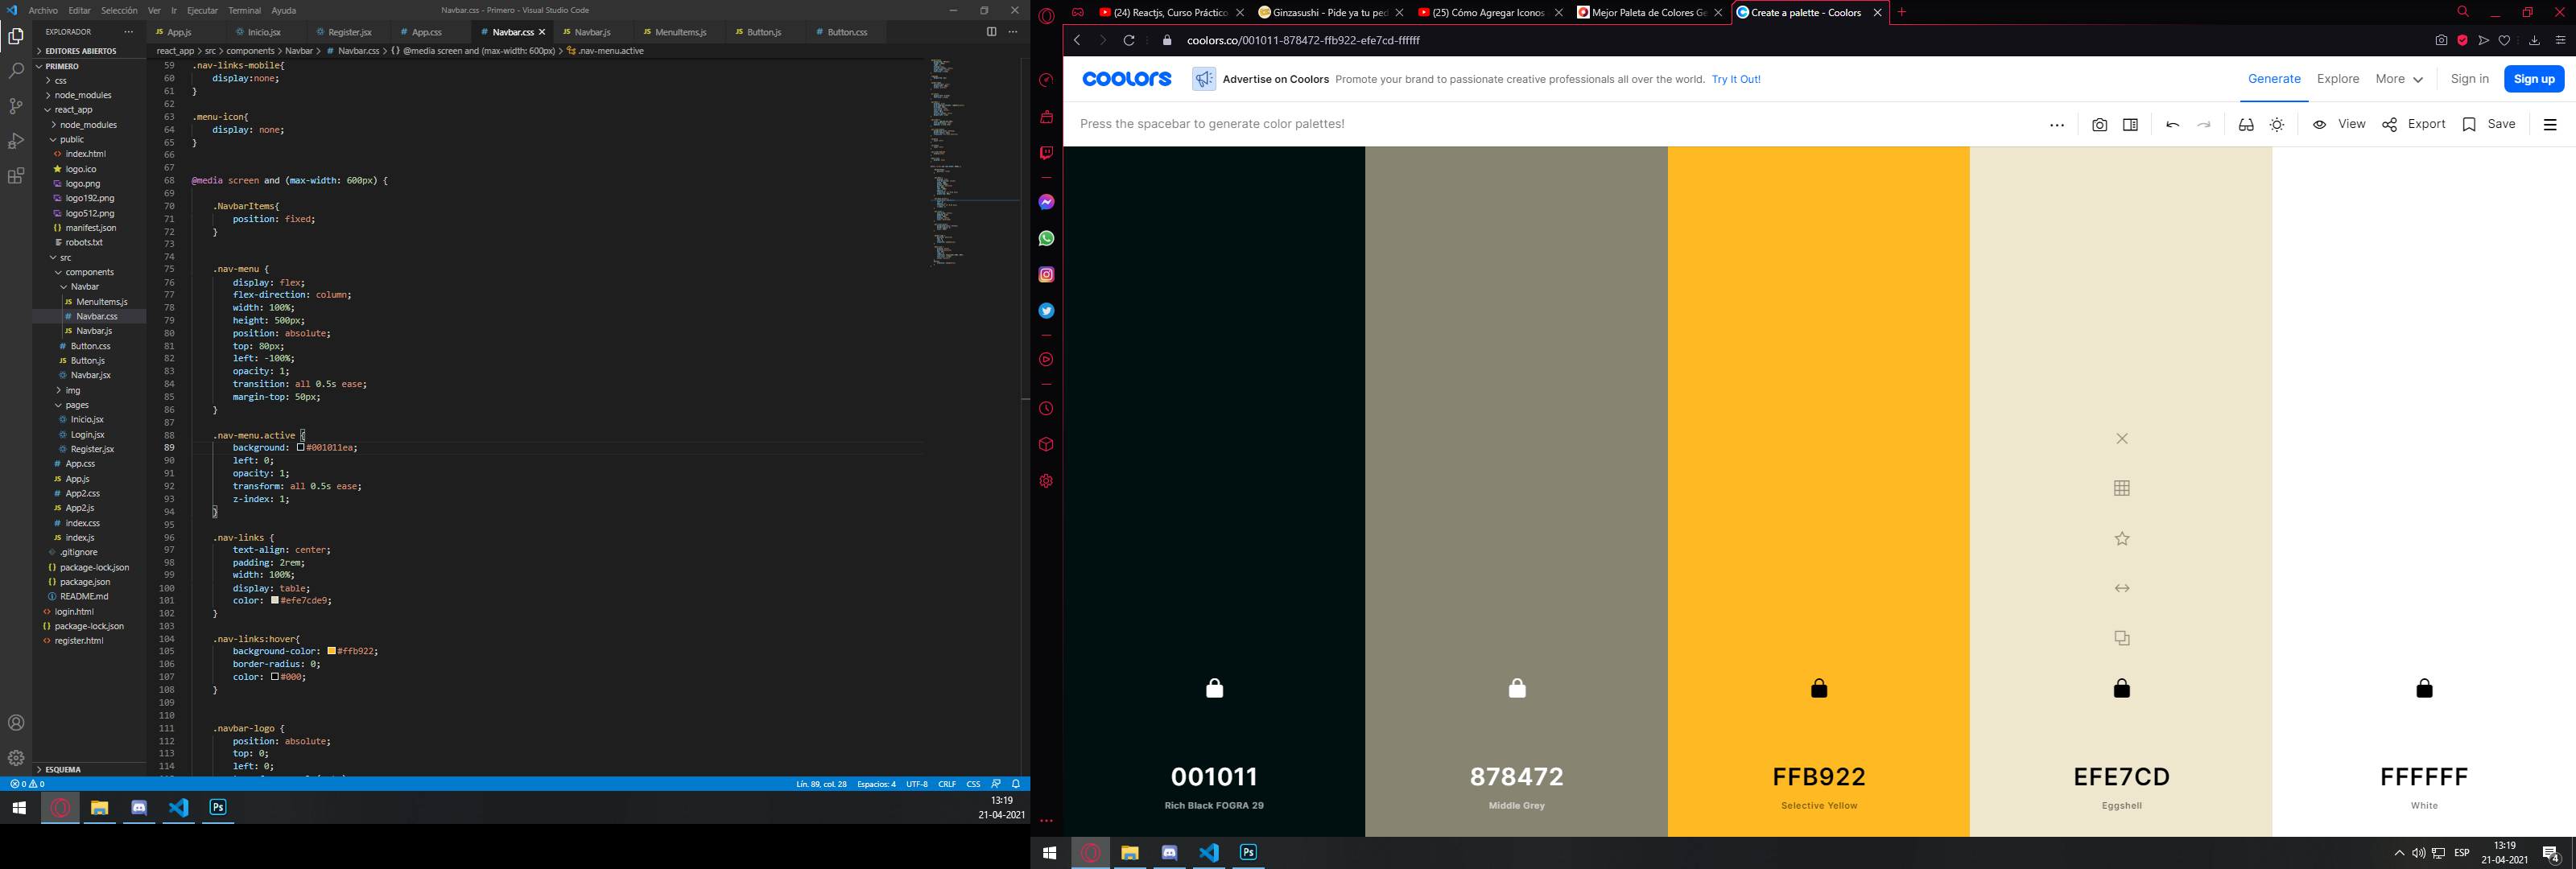 Archivo Editar Selección Ver Ir Ejecutar Terminal Ayuda
Navbar.css - Primero - Visual Studio Code
EXPLORADOR
EDITORES ABIERTOS
PRIMERO
css
node_modules
react_app
node_modules
public
index.html
logo.ico
logo.png
logo192.png
logo512.png
manifest.json
robots.txt
src
components
Navbar
MenuItems.js
Navbar.css
Navbar.js
Button.css
Button.js
Navbar.jsx
img
pages
Inicio.jsx
Login.jsx
Register.jsx
App.css
App.js
App2.css
App2.js
index.css
index.js
.gitignore
package-lock.json
package.json
README.md
login.html
package-lock.json
register.html
ESQUEMA
App.js Inicio.jsx Register.jsx App.css Navbar.css Navbar.js MenuItems.js Button.js Button.css
react_app > src > components > Navbar > # Navbar.css > {} @media screen and (max-width: 600px) > .nav-menu.active
59 .nav-links-mobile{
60 display:none;
61 }
62
63 .menu-icon{
64 display: none;
65 }
66
67
68 @media screen and (max-width: 600px) {
69
70 .NavbarItems{
71 position: fixed;
72 }
73
74
75 .nav-menu {
76 display: flex;
77 flex-direction: column;
78 width: 100%;
79 height: 500px;
80 position: absolute;
81 top: 80px;
82 left: -100%;
83 opacity: 1;
84 transition: all 0.5s ease;
85 margin-top: 50px;
86 }
87
88 .nav-menu.active {
89 background: #001011ea;
90 left: 0;
91 opacity: 1;
92 transform: all 0.5s ease;
93 z-index: 1;
94 }
95
96 .nav-links {
97 text-align: center;
98 padding: 2rem;
99 width: 100%;
100 display: table;
101 color: #efe7cde9;
102 }
103
104 .nav-links:hover{
105 background-color: #ffb922;
106 border-radius: 0;
107 color: #000;
108 }
109
110
111 .navbar-logo {
112 position: absolute;
113 top: 0;
114 left: 0;
0 0
Lín. 89, col. 28 Espacios: 4 UTF-8 CRLF CSS
13:19
21-04-2021
(24) Reactjs, Curso Práctico
Ginzasushi - Pide ya tu ped
(25) Cómo Agregar Iconos
Mejor Paleta de Colores Ge
Create a palette - Coolors
coolors.co/001011-878472-ffb922-efe7cd-ffffff
coolors
Advertise on Coolors Promote your brand to passionate creative professionals all over the world. Try It Out!
Generate Explore More Sign in Sign up
Press the spacebar to generate color palettes!
View Export Save
001011
Rich Black FOGRA 29
878472
Middle Grey
FFB922
Selective Yellow
EFE7CD
Eggshell
FFFFFF
White
ESP
13:19
21-04-2021
4